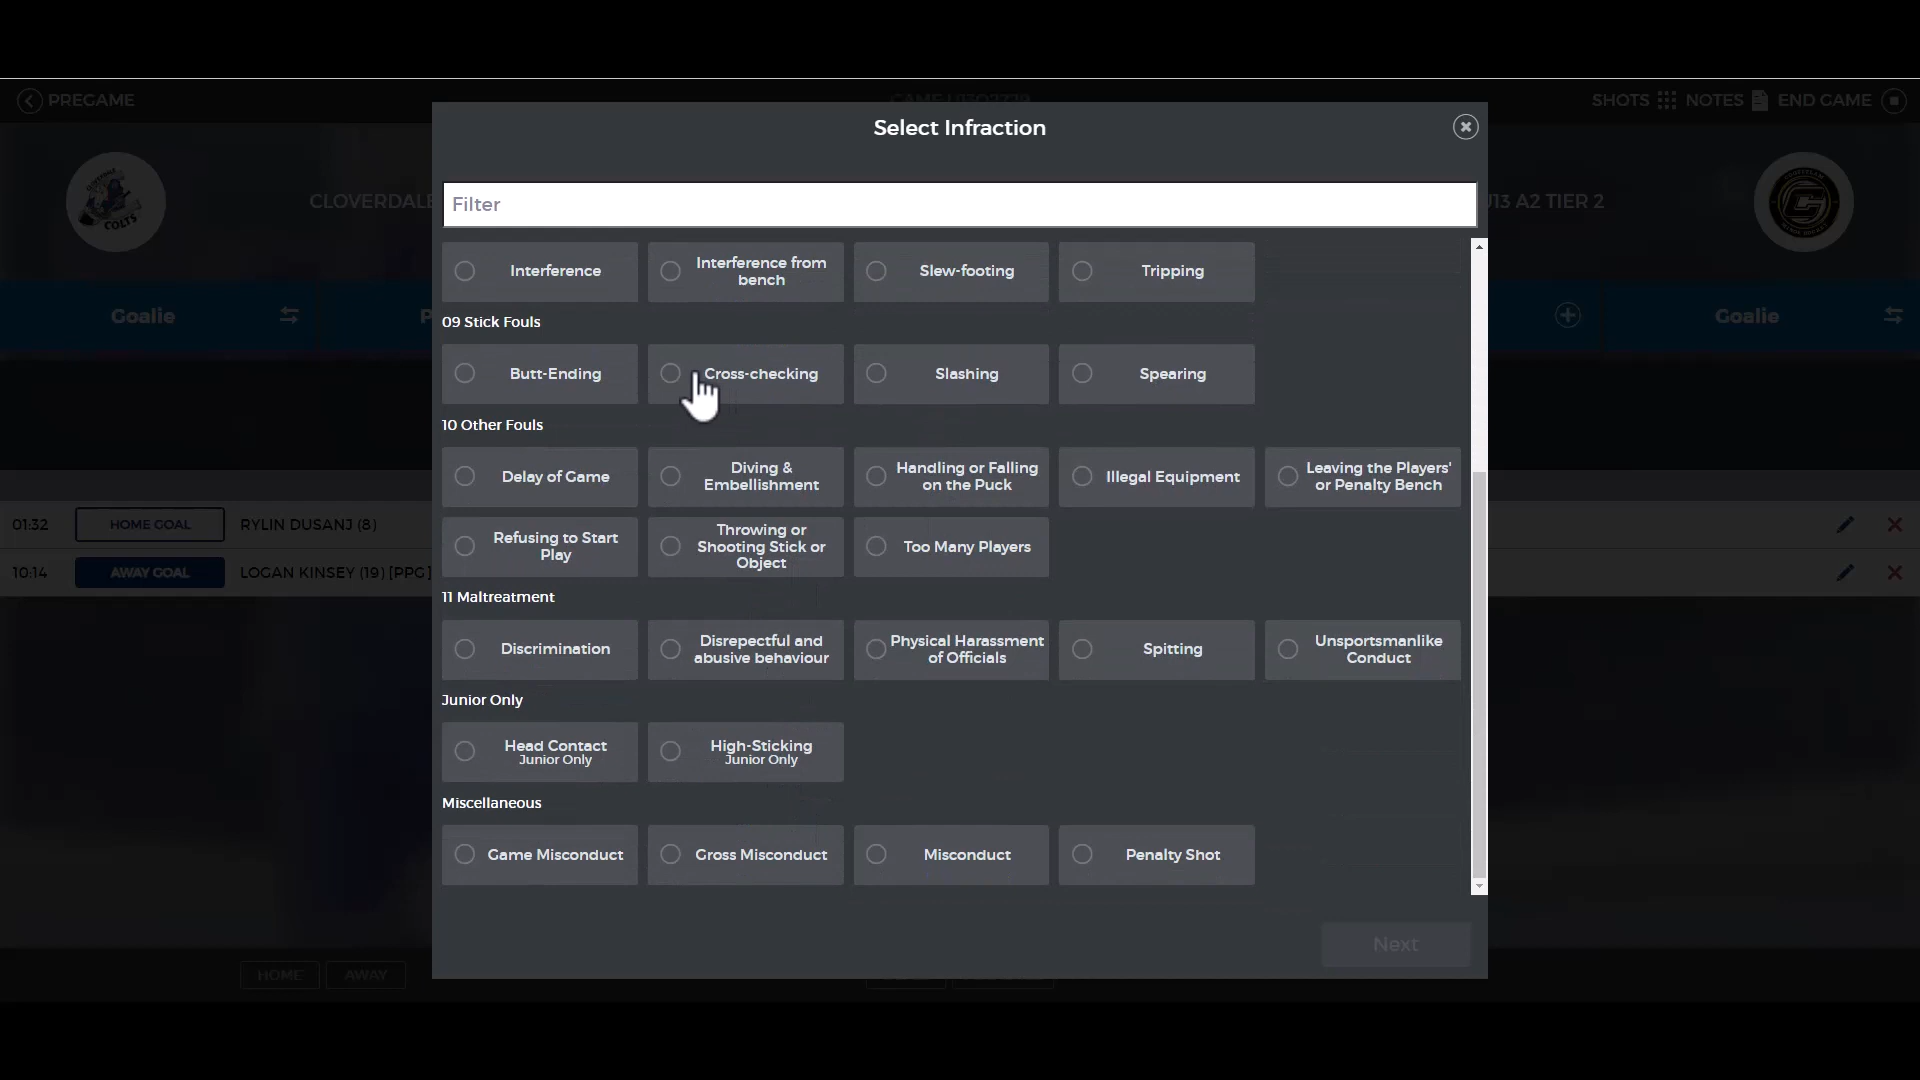 PREGAME
SHOTS NOTES END GAME
Select Infraction
CLOVERDALE
U13 A2 TIER 2
COLTS
Filter
Goalie
P
Goalie
Interference
Interference from
bench
Slew-footing
Tripping
09 Stick Fouls
Butt-Ending
Cross-checking
Slashing
Spearing
10 Other Fouls
Delay of Game
Diving &
Embellishment
Handling or Falling
on the Puck
Illegal Equipment
Leaving the Players'
or Penalty Bench
Refusing to Start
Play
Throwing or
Shooting Stick or
Object
Too Many Players
01:32 HOME GOAL RYLIN DUSANJ (8)
10:14 AWAY GOAL LOGAN KINSEY (19) [PPG]
11 Maltreatment
Discrimination
Disrepectful and
abusive behaviour
Physical Harassment
of Officials
Spitting
Unsportsmanlike
Conduct
Junior Only
Head Contact
Junior Only
High-Sticking
Junior Only
Miscellaneous
Game Misconduct
Gross Misconduct
Misconduct
Penalty Shot
Next
HOME AWAY